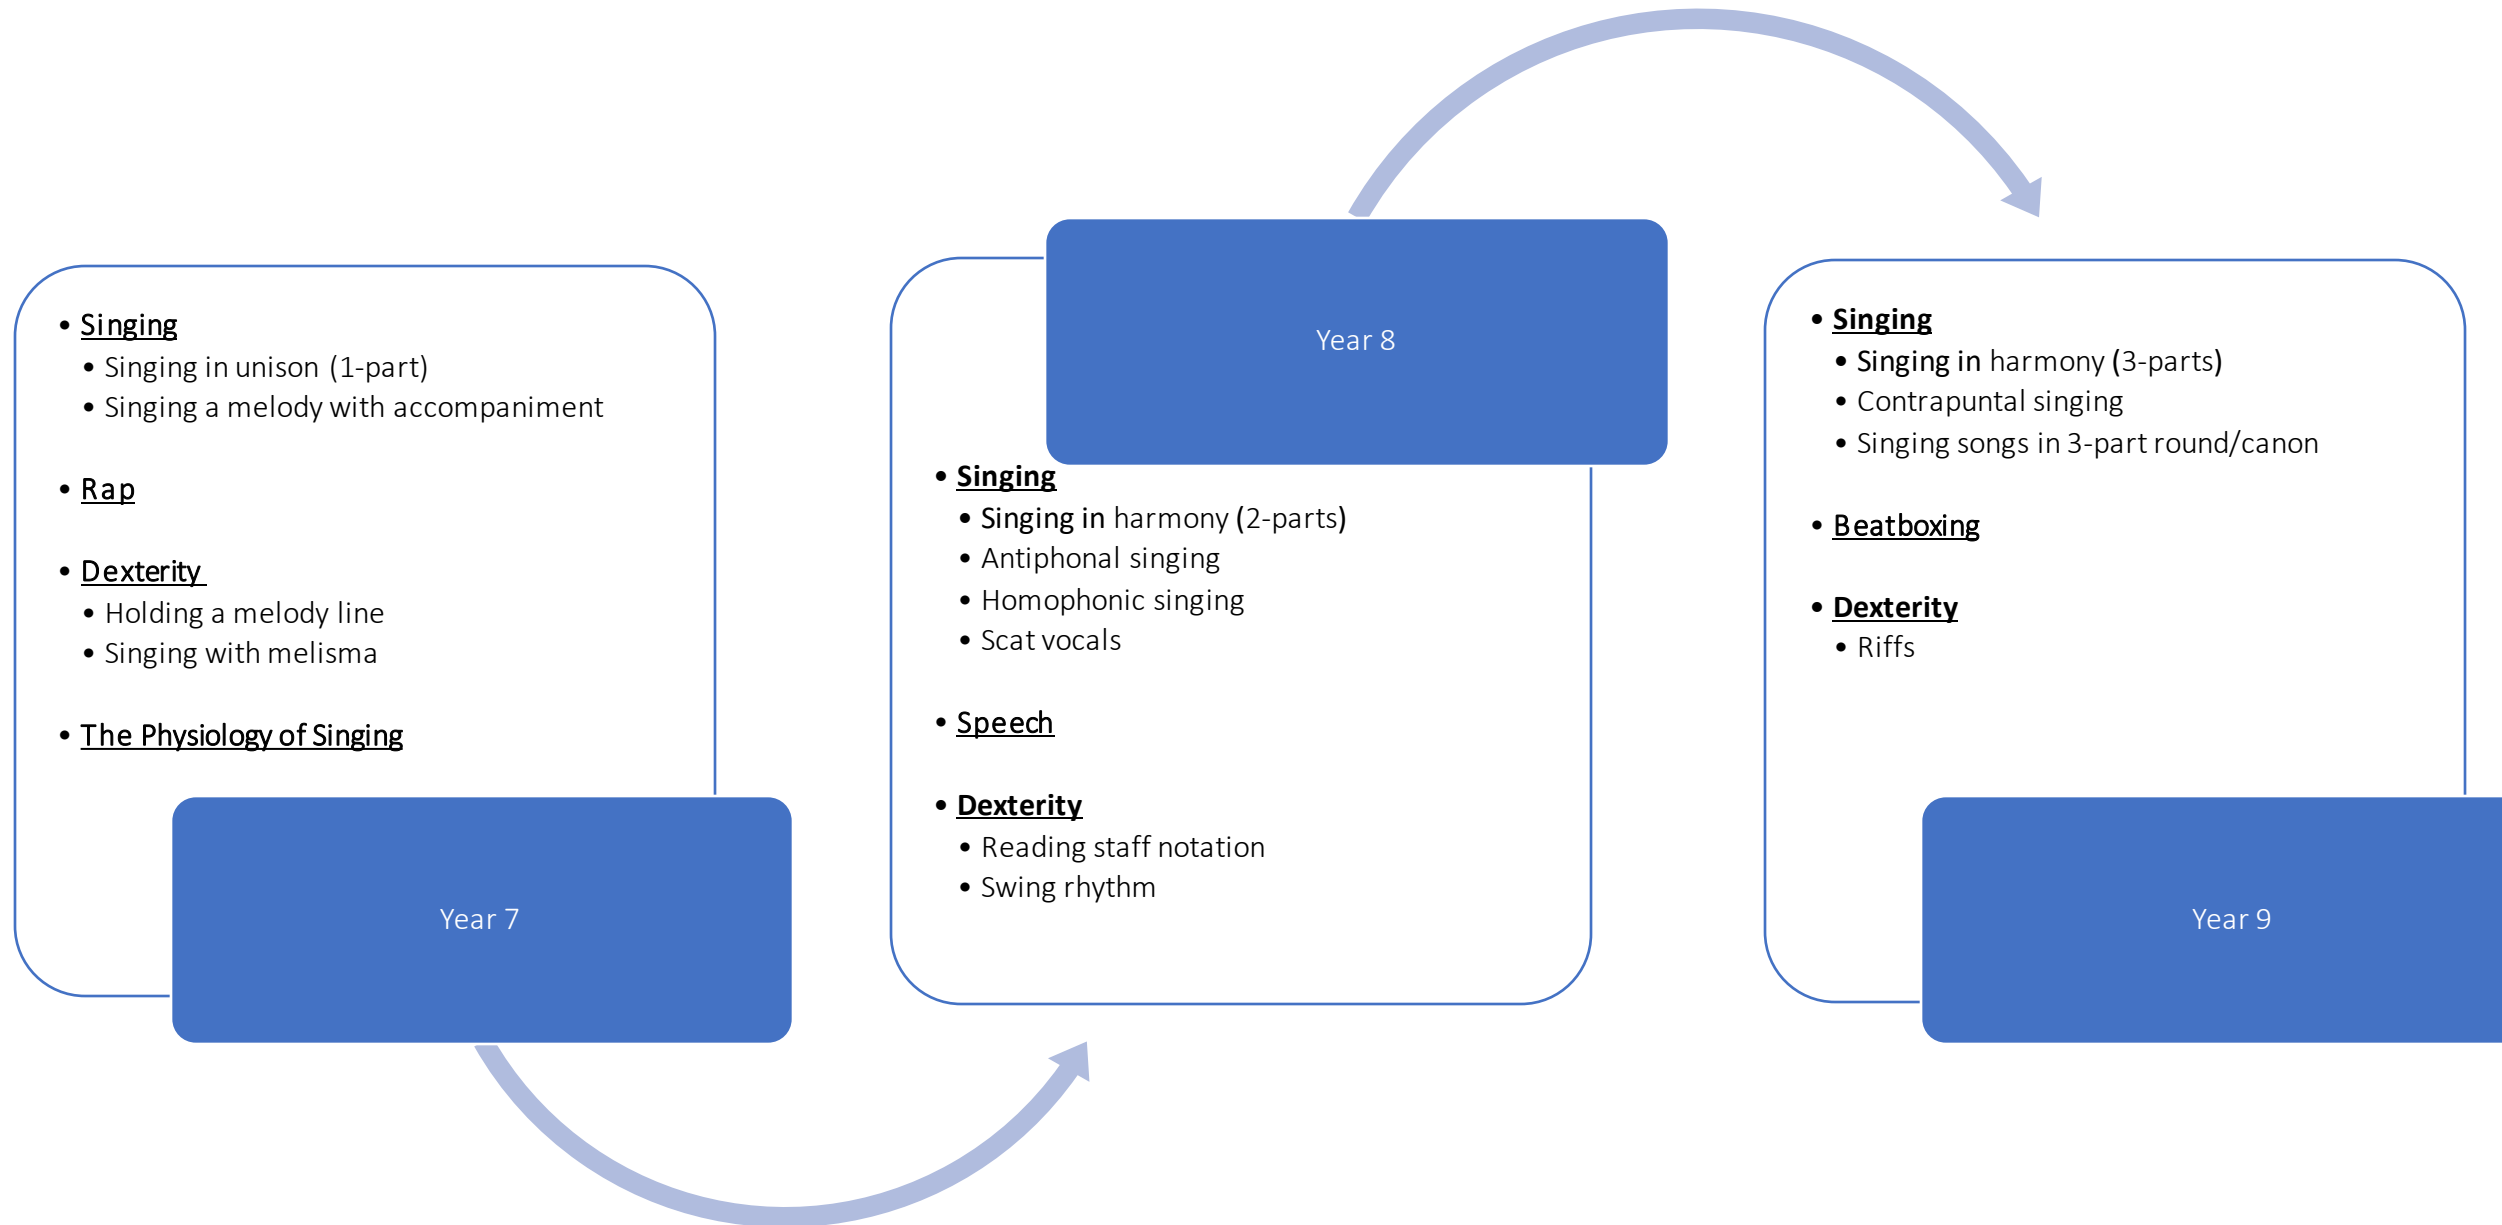 • Singing
• Singing in unison (1-part)
• Singing a melody with accompaniment
• Rap
• Dexterity
• Holding a melody line
• Singing with melisma
• The Physiology of Singing
Year 7
Year 8
• Singing
• Singing in harmony (2-parts)
• Antiphonal singing
• Homophonic singing
• Scat vocals
• Speech
• Dexterity
• Reading staff notation
• Swing rhythm
• Singing
• Singing in harmony (3-parts)
• Contrapuntal singing
• Singing songs in 3-part round/canon
• Beatboxing
• Dexterity
• Riffs
Year 9